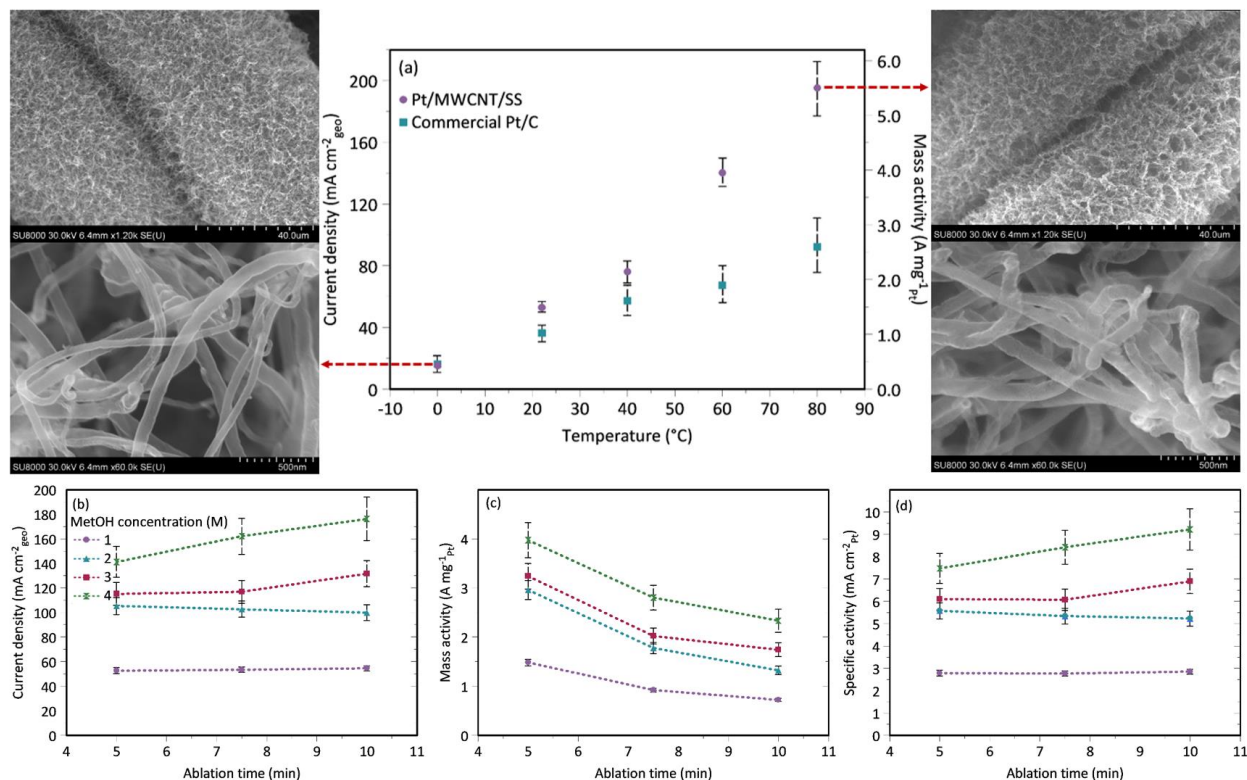 SU8000 30.0kV 6.4mm x1.20k SE(U)
40.0um
SU8000 30.0kV 6.4mm x60.0k SE(U)
500nm
(a)
Pt/MWCNT/SS
Commercial Pt/C
Current density (mA cm⁻²geo)
200
160
120
80
40
0
Mass activity (A mg⁻¹Pt)
6.0
5.0
4.0
3.0
2.0
1.0
0.0
-10 0 10 20 30 40 50 60 70 80 90
Temperature (°C)
SU8000 30.0kV 6.4mm x1.20k SE(U)
40.0um
SU8000 30.0kV 6.4mm x60.0k SE(U)
500nm
(b)
MetOH concentration (M)
1
2
3
4
Current density (mA cm⁻²geo)
200
180
160
140
120
100
80
60
40
20
0
4 5 6 7 8 9 10 11
Ablation time (min)
(c)
Mass activity (A mg⁻¹Pt)
5
4
3
2
1
0
4 5 6 7 8 9 10 11
Ablation time (min)
(d)
Specific activity (mA cm⁻²Pt)
10
9
8
7
6
5
4
3
2
1
0
4 5 6 7 8 9 10 11
Ablation time (min)